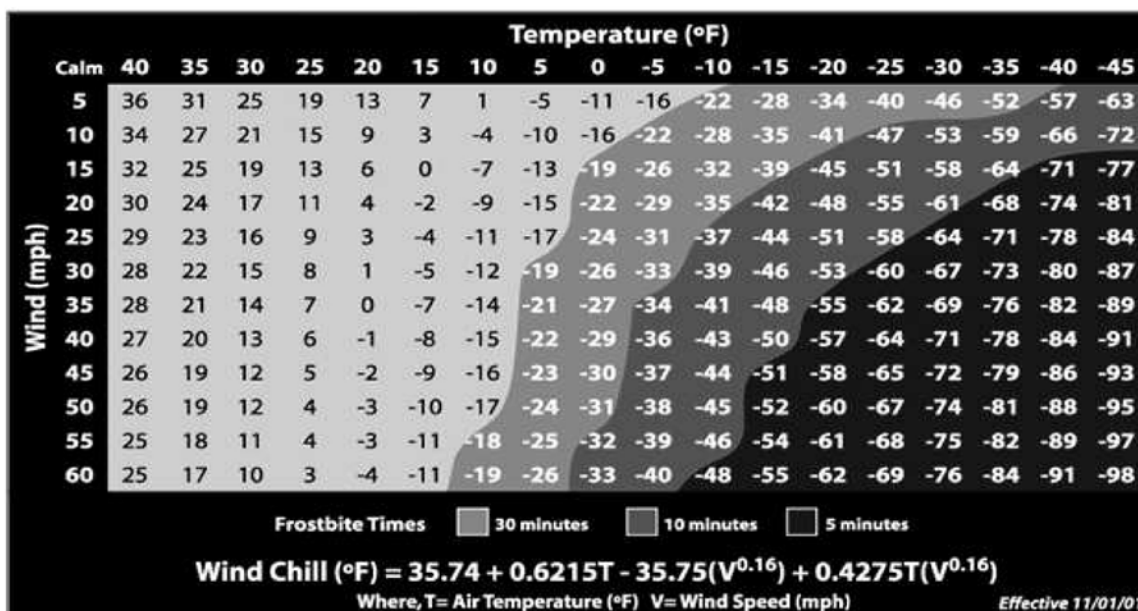 Temperature (ºF)
Calm 40 35 30 25 20 15 10 5 0 -5 -10 -15 -20 -25 -30 -35 -40 -45
5 36 31 25 19 13 7 1 -5 -11 -16 -22 -28 -34 -40 -46 -52 -57 -63
10 34 27 21 15 9 3 -4 -10 -16 -22 -28 -35 -41 -47 -53 -59 -66 -72
15 32 25 19 13 6 0 -7 -13 -19 -26 -32 -39 -45 -51 -58 -64 -71 -77
20 30 24 17 11 4 -2 -9 -15 -22 -29 -35 -42 -48 -55 -61 -68 -74 -81
25 29 23 16 9 3 -4 -11 -17 -24 -31 -37 -44 -51 -58 -64 -71 -78 -84
30 28 22 15 8 1 -5 -12 -19 -26 -33 -39 -46 -53 -60 -67 -73 -80 -87
35 28 21 14 7 0 -7 -14 -21 -27 -34 -41 -48 -55 -62 -69 -76 -82 -89
40 27 20 13 6 -1 -8 -15 -22 -29 -36 -43 -50 -57 -64 -71 -78 -84 -91
45 26 19 12 5 -2 -9 -16 -23 -30 -37 -44 -51 -58 -65 -72 -79 -86 -93
50 26 19 12 4 -3 -10 -17 -24 -31 -38 -45 -52 -60 -67 -74 -81 -88 -95
55 25 18 11 4 -3 -11 -18 -25 -32 -39 -46 -54 -61 -68 -75 -82 -89 -97
60 25 17 10 3 -4 -11 -19 -26 -33 -40 -48 -55 -62 -69 -76 -84 -91 -98
Wind (mph)
Frostbite Times 30 minutes 10 minutes 5 minutes
Wind Chill (ºF) = 35.74 + 0.6215T - 35.75(V^0.16) + 0.4275T(V^0.16)
Where, T= Air Temperature (ºF) V= Wind Speed (mph) Effective 11/01/01